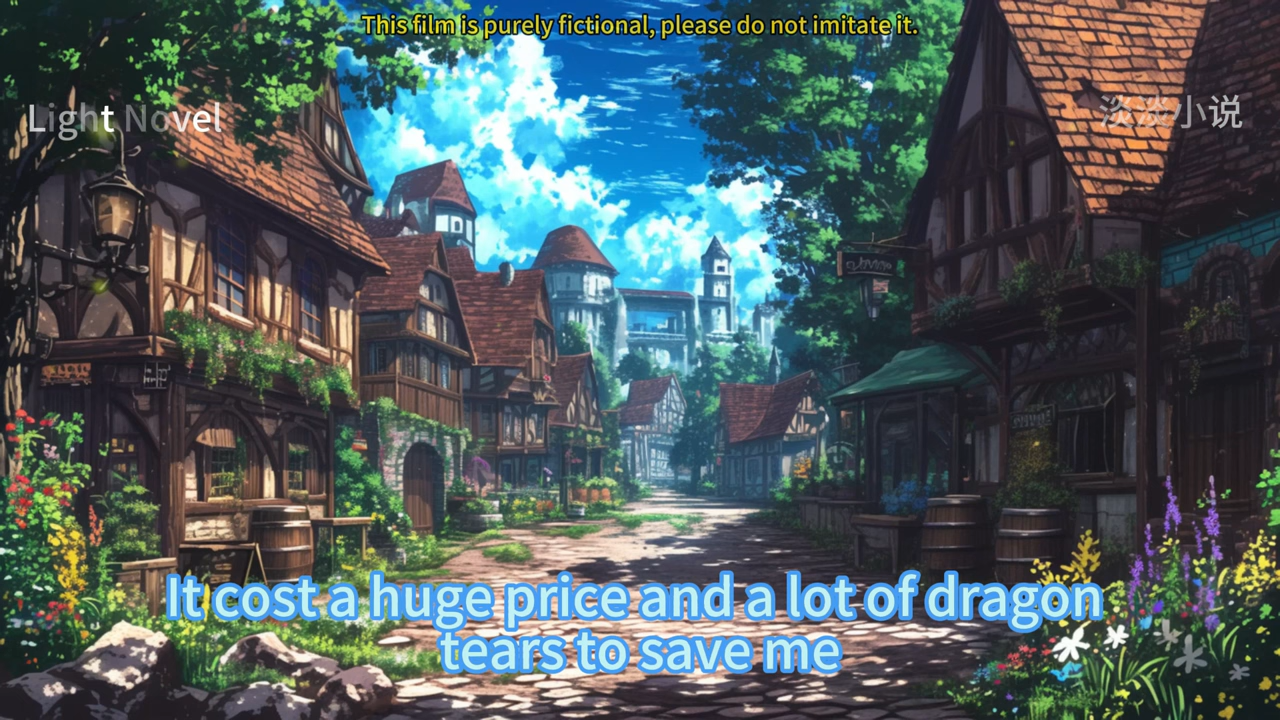 This film is purely fictional, please do not imitate it.
Light Novel
淡淡小说
It cost a huge price and a lot of dragon
tears to save me